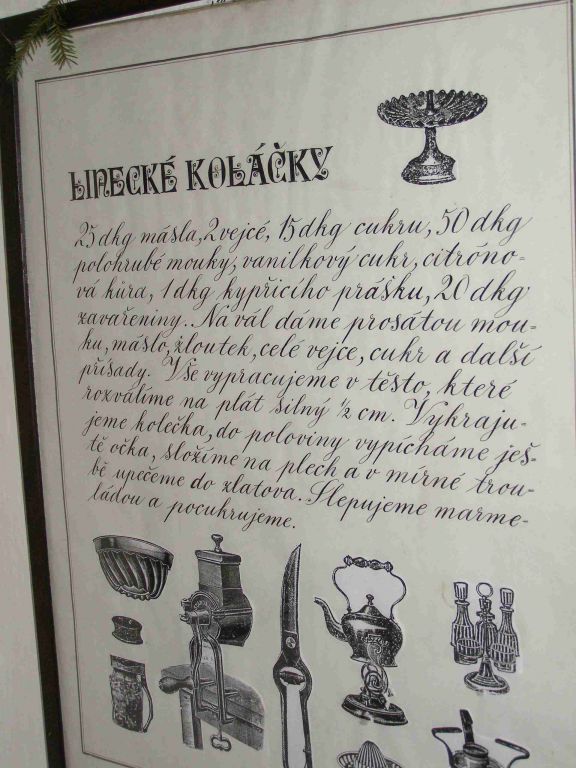 LINECKÉ KOLÁČKY
25 dkg másla, 2 vejce, 15 dkg cukru, 50 dkg
polohrubé mouky, vanilkový cukr, citróno-
vá kůra, 1 dkg kypřicího prášku, 20 dkg
zavařeniny. Na vál dáme prosátou mou-
ku, máslo, žloutek, celé vejce, cukr a další
přísady. Vše vypracujeme v těsto, které
rozválíme na plát silný ½ cm. Vykraju-
jeme kolečka, do poloviny vypícháme ješ-
tě očka, složíme na plech a v mírné trou-
bě upečeme do zlatova. Slepujeme marme-
ládou a pocukrujeme.